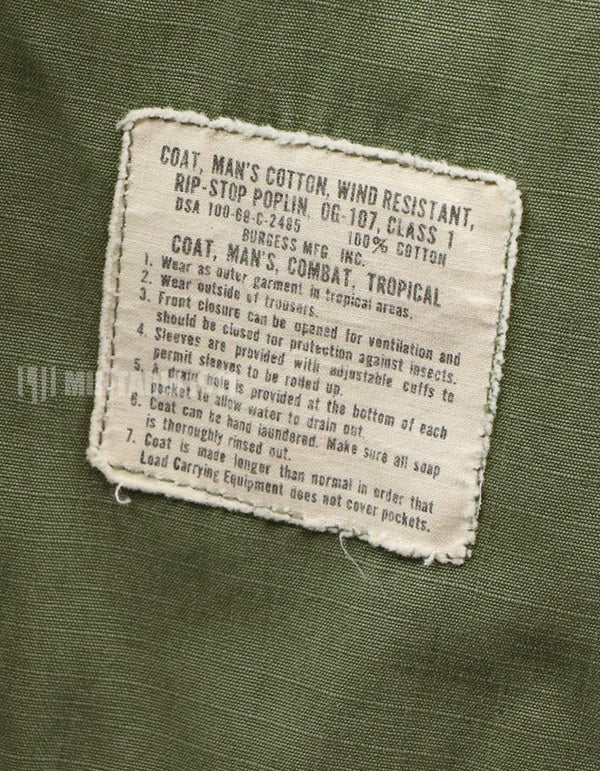 COAT, MAN'S COTTON, WIND RESISTANT,
RIP-STOP POPLIN, OG-107, CLASS 1
DSA 100-68-C-2485 100% COTTON
BURGESS MFG. INC.
COAT, MAN'S, COMBAT, TROPICAL
1. Wear as outer garment in tropical areas.
2. Wear outside of trousers.
3. Front closure can be opened for ventilation and
should be closed for protection against insects.
4. Sleeves are provided with adjustable cuffs to
permit sleeves to be rolled up.
5. A drain hole is provided at the bottom of each
pocket to allow water to drain out.
6. Coat can be hand laundered. Make sure all soap
is thoroughly rinsed out.
7. Coat is made longer than normal in order that
Load Carrying Equipment does not cover pockets.